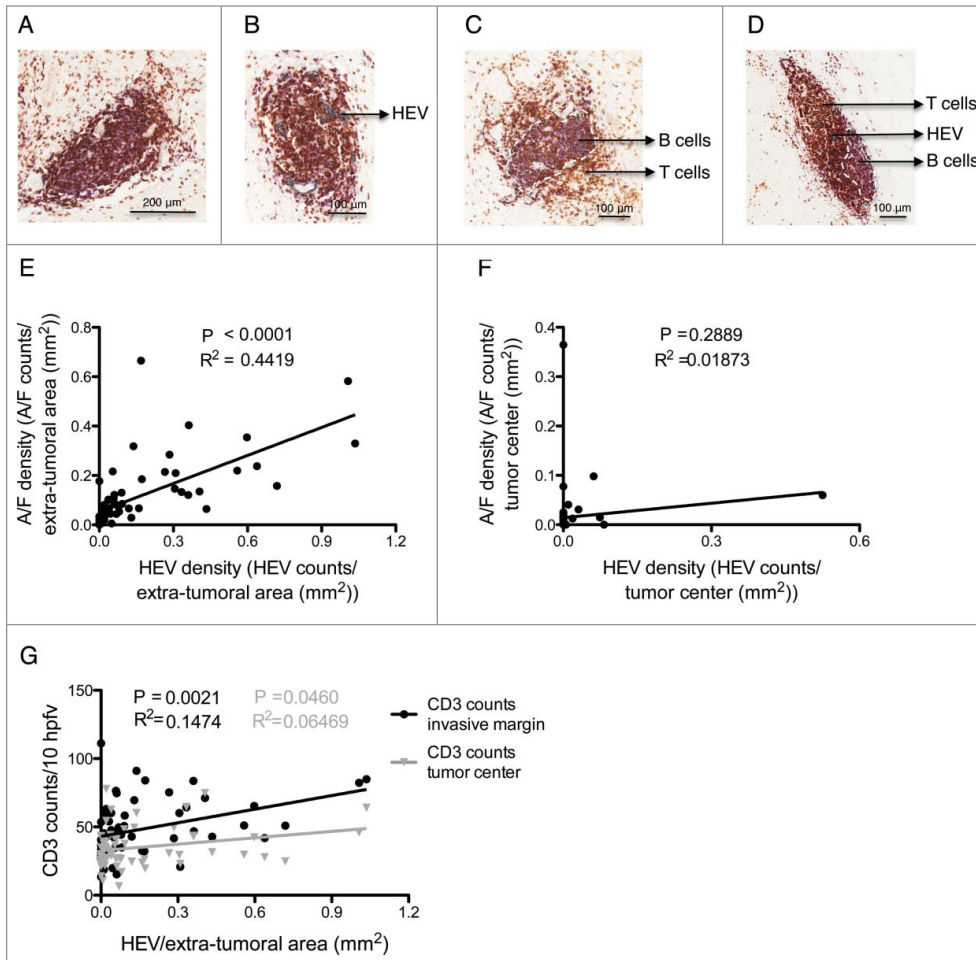 A
200 µm
B
HEV
100 µm
C
B cells
T cells
100 µm
D
T cells
HEV
B cells
100 µm
E
A/F density (A/F counts/
extra-tumoral area (mm²))
0.8
0.6
0.4
0.2
0.0
P < 0.0001
R² = 0.4419
0.0 0.3 0.6 0.9 1.2
HEV density (HEV counts/
extra-tumoral area (mm²))
F
A/F density (A/F counts/
tumor center (mm²))
0.4
0.3
0.2
0.1
0.0
P = 0.2889
R² = 0.01873
0.0 0.3 0.6
HEV density (HEV counts/
tumor center (mm²))
G
CD3 counts/10 hpfv
150
100
50
0
P = 0.0021
R²= 0.1474
P = 0.0460
R²= 0.06469
CD3 counts
invasive margin
CD3 counts
tumor center
0.0 0.3 0.6 0.9 1.2
HEV/extra-tumoral area (mm²)